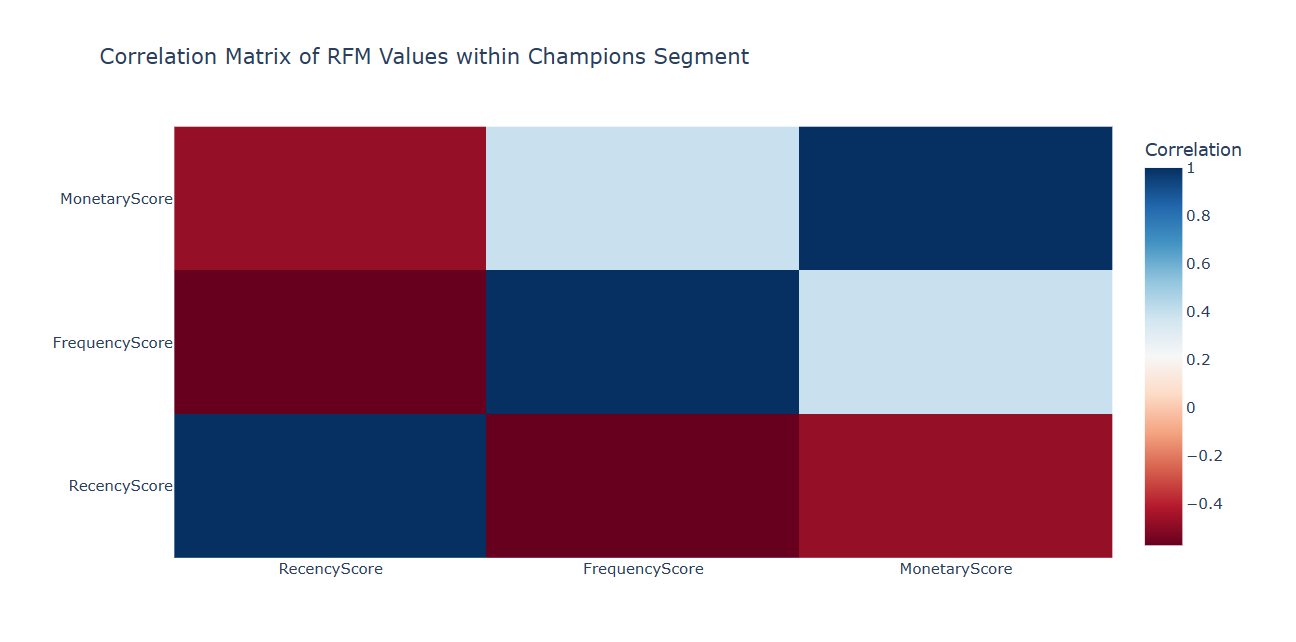 Correlation Matrix of RFM Values within Champions Segment
Correlation
1
0.8
0.6
0.4
0.2
0
−0.2
−0.4
MonetaryScore
FrequencyScore
RecencyScore
RecencyScore FrequencyScore MonetaryScore